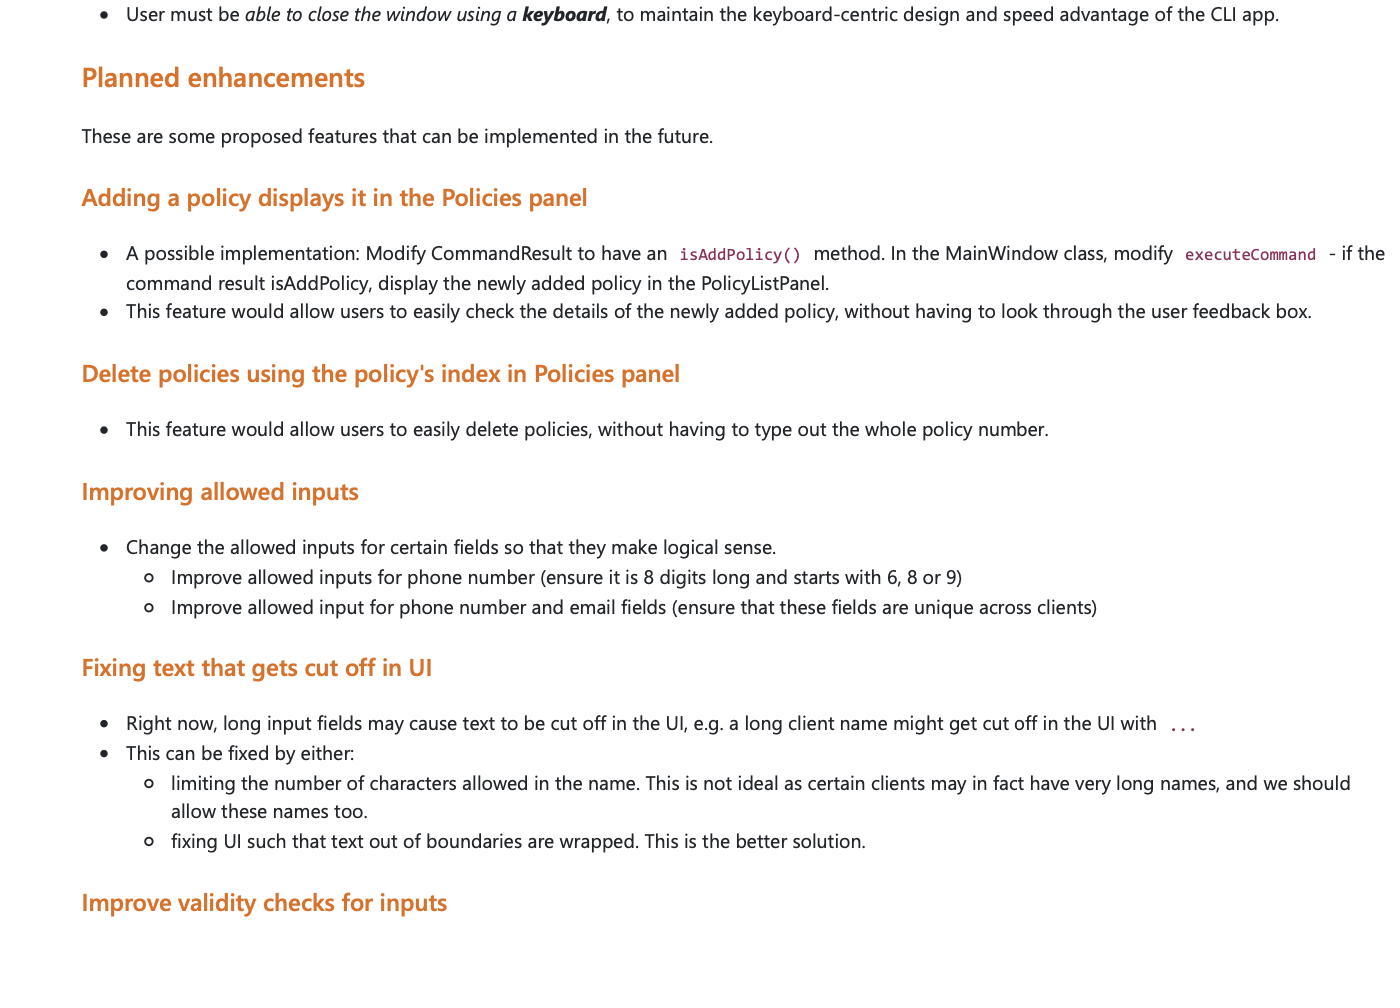 • User must be able to close the window using a keyboard, to maintain the keyboard-centric design and speed advantage of the CLI app.
Planned enhancements
These are some proposed features that can be implemented in the future.
Adding a policy displays it in the Policies panel
• A possible implementation: Modify CommandResult to have an isAddPolicy() method. In the MainWindow class, modify executeCommand - if the
command result isAddPolicy, display the newly added policy in the PolicyListPanel.
• This feature would allow users to easily check the details of the newly added policy, without having to look through the user feedback box.
Delete policies using the policy's index in Policies panel
• This feature would allow users to easily delete policies, without having to type out the whole policy number.
Improving allowed inputs
• Change the allowed inputs for certain fields so that they make logical sense.
◦ Improve allowed inputs for phone number (ensure it is 8 digits long and starts with 6, 8 or 9)
◦ Improve allowed input for phone number and email fields (ensure that these fields are unique across clients)
Fixing text that gets cut off in UI
• Right now, long input fields may cause text to be cut off in the UI, e.g. a long client name might get cut off in the UI with ...
• This can be fixed by either:
◦ limiting the number of characters allowed in the name. This is not ideal as certain clients may in fact have very long names, and we should
allow these names too.
◦ fixing UI such that text out of boundaries are wrapped. This is the better solution.
Improve validity checks for inputs